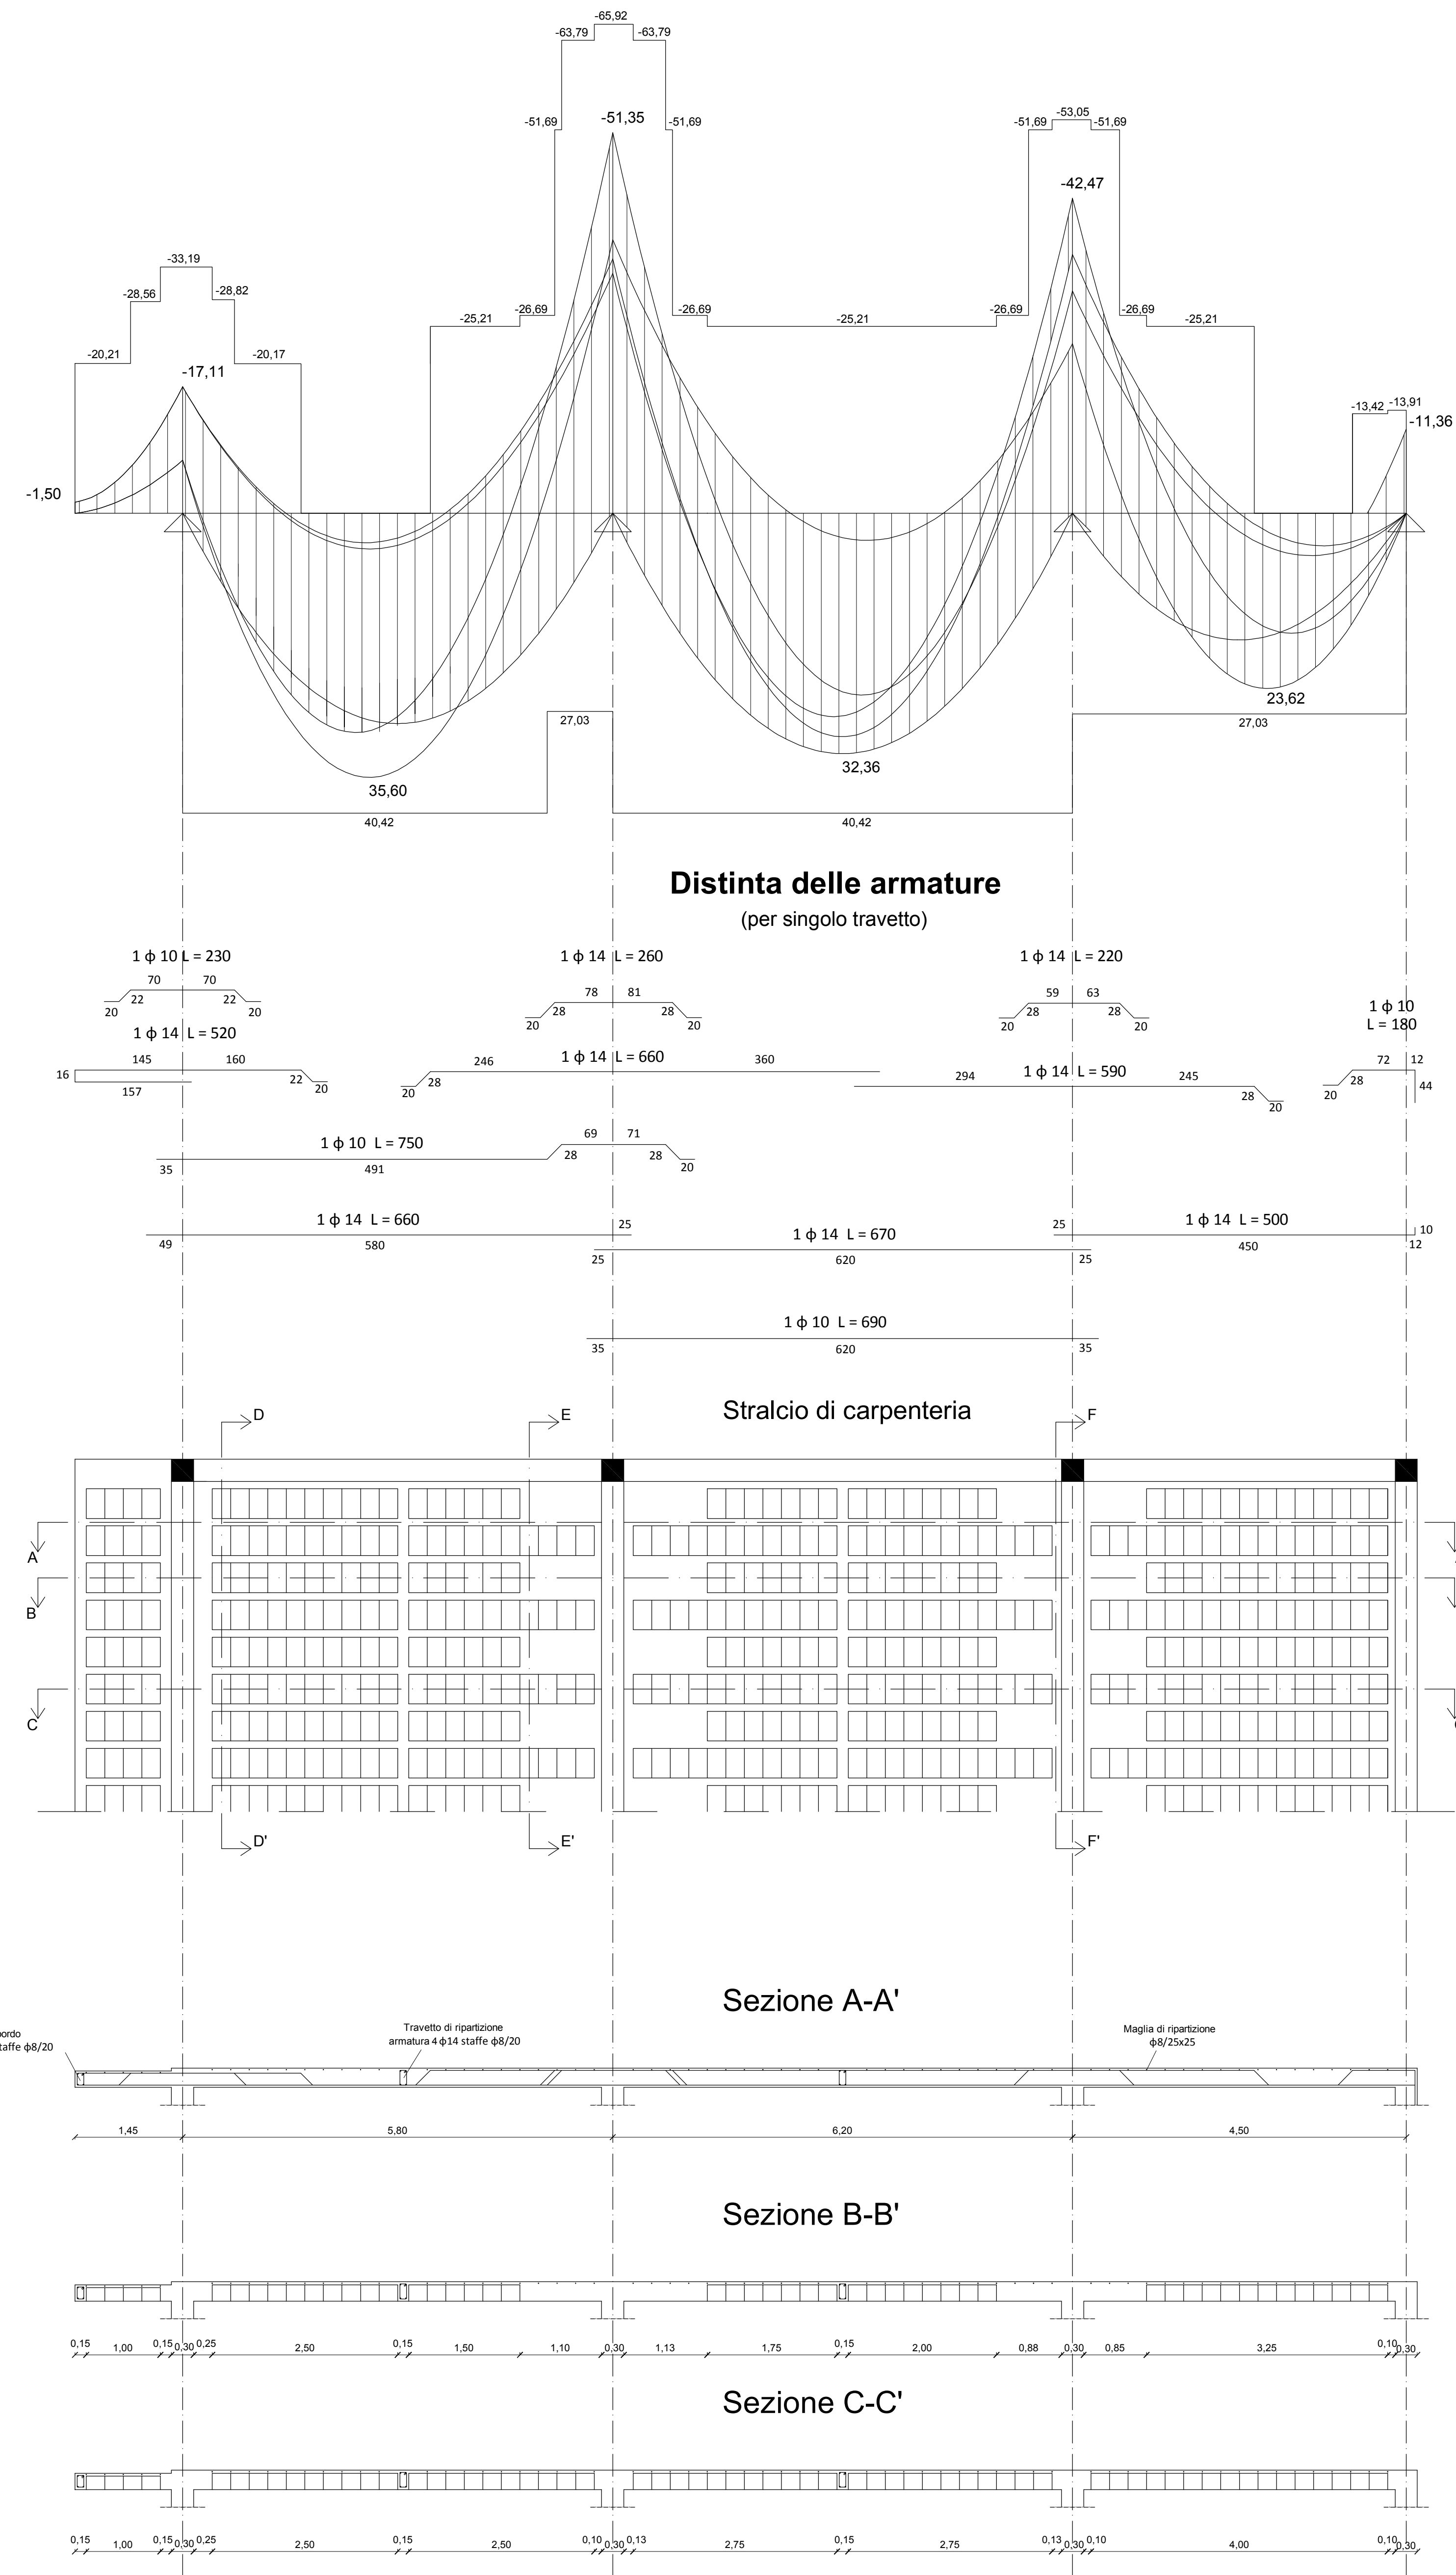 -65,92
-63,79 -63,79
-51,69 -51,35 -51,69
-53,05
-51,69 -51,69
-42,47
-33,19
-28,56 -28,82
-26,69 -26,69 -26,69 -26,69
-25,21 -25,21 -25,21
-20,21 -20,17
-17,11
-13,91
-13,42
-11,36
-1,50
23,62
27,03 27,03
32,36
35,60
40,42 40,42
Distinta delle armature
(per singolo travetto)
1 ϕ 10 L = 230 1 ϕ 14 L = 260 1 ϕ 14 L = 220
70 70 78 81 59 63
22 22 28 28 28 28
20 20 20 20 20 20
1 ϕ 10
L = 180
72 12
28 44
20
1 ϕ 14 L = 520 1 ϕ 14 L = 660 1 ϕ 14 L = 590
145 160 246 360 294 245
16 22 28 28
157 20 20 20
1 ϕ 10 L = 750
69 71
35 491 28 28
20
1 ϕ 14 L = 660 1 ϕ 14 L = 670 1 ϕ 14 L = 500
25 25 10
49 580 25 620 25 450 12
1 ϕ 10 L = 690
35 620 35
Stralcio di carpenteria
D E F
A
B
C
D' E' F'
Sezione A-A'
ordo
taffe ϕ8/20
Travetto di ripartizione
armatura 4 ϕ14 staffe ϕ8/20
Maglia di ripartizione
ϕ8/25x25
1,45 5,80 6,20 4,50
Sezione B-B'
0,15 1,00 0,15 0,30 0,25 2,50 0,15 1,50 1,10 0,30 1,13 1,75 0,15 2,00 0,88 0,30 0,85 3,25 0,10 0,30
Sezione C-C'
0,15 1,00 0,15 0,30 0,25 2,50 0,15 2,50 0,10 0,30 0,13 2,75 0,15 2,75 0,13 0,30 0,10 4,00 0,10 0,30